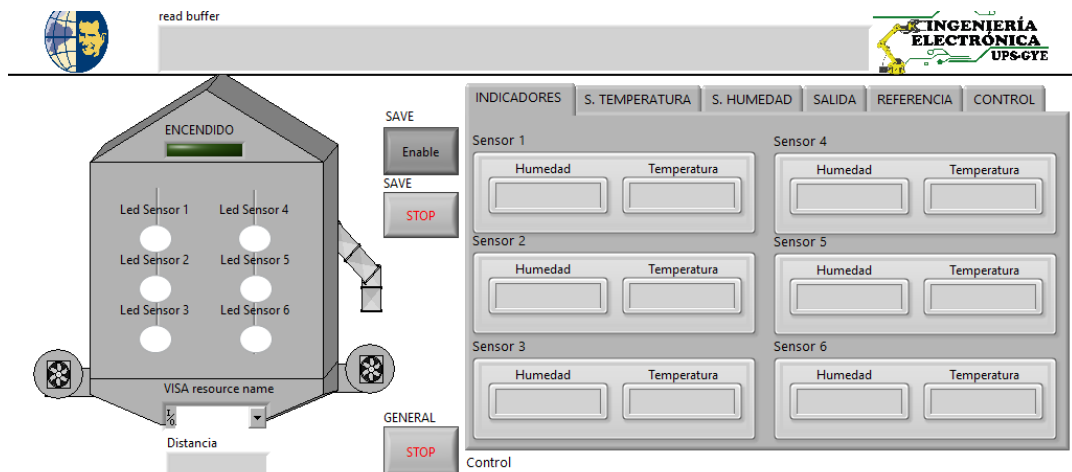 read buffer
INGENIERÍA
ELECTRÓNICA
UPS-GYE
ENCENDIDO
Led Sensor 1
Led Sensor 4
Led Sensor 2
Led Sensor 5
Led Sensor 3
Led Sensor 6
VISA resource name
I/O
Distancia
SAVE
Enable
SAVE
STOP
GENERAL
STOP
INDICADORES
S. TEMPERATURA
S. HUMEDAD
SALIDA
REFERENCIA
CONTROL
Sensor 1
Humedad
Temperatura
Sensor 4
Humedad
Temperatura
Sensor 2
Humedad
Temperatura
Sensor 5
Humedad
Temperatura
Sensor 3
Humedad
Temperatura
Sensor 6
Humedad
Temperatura
Control